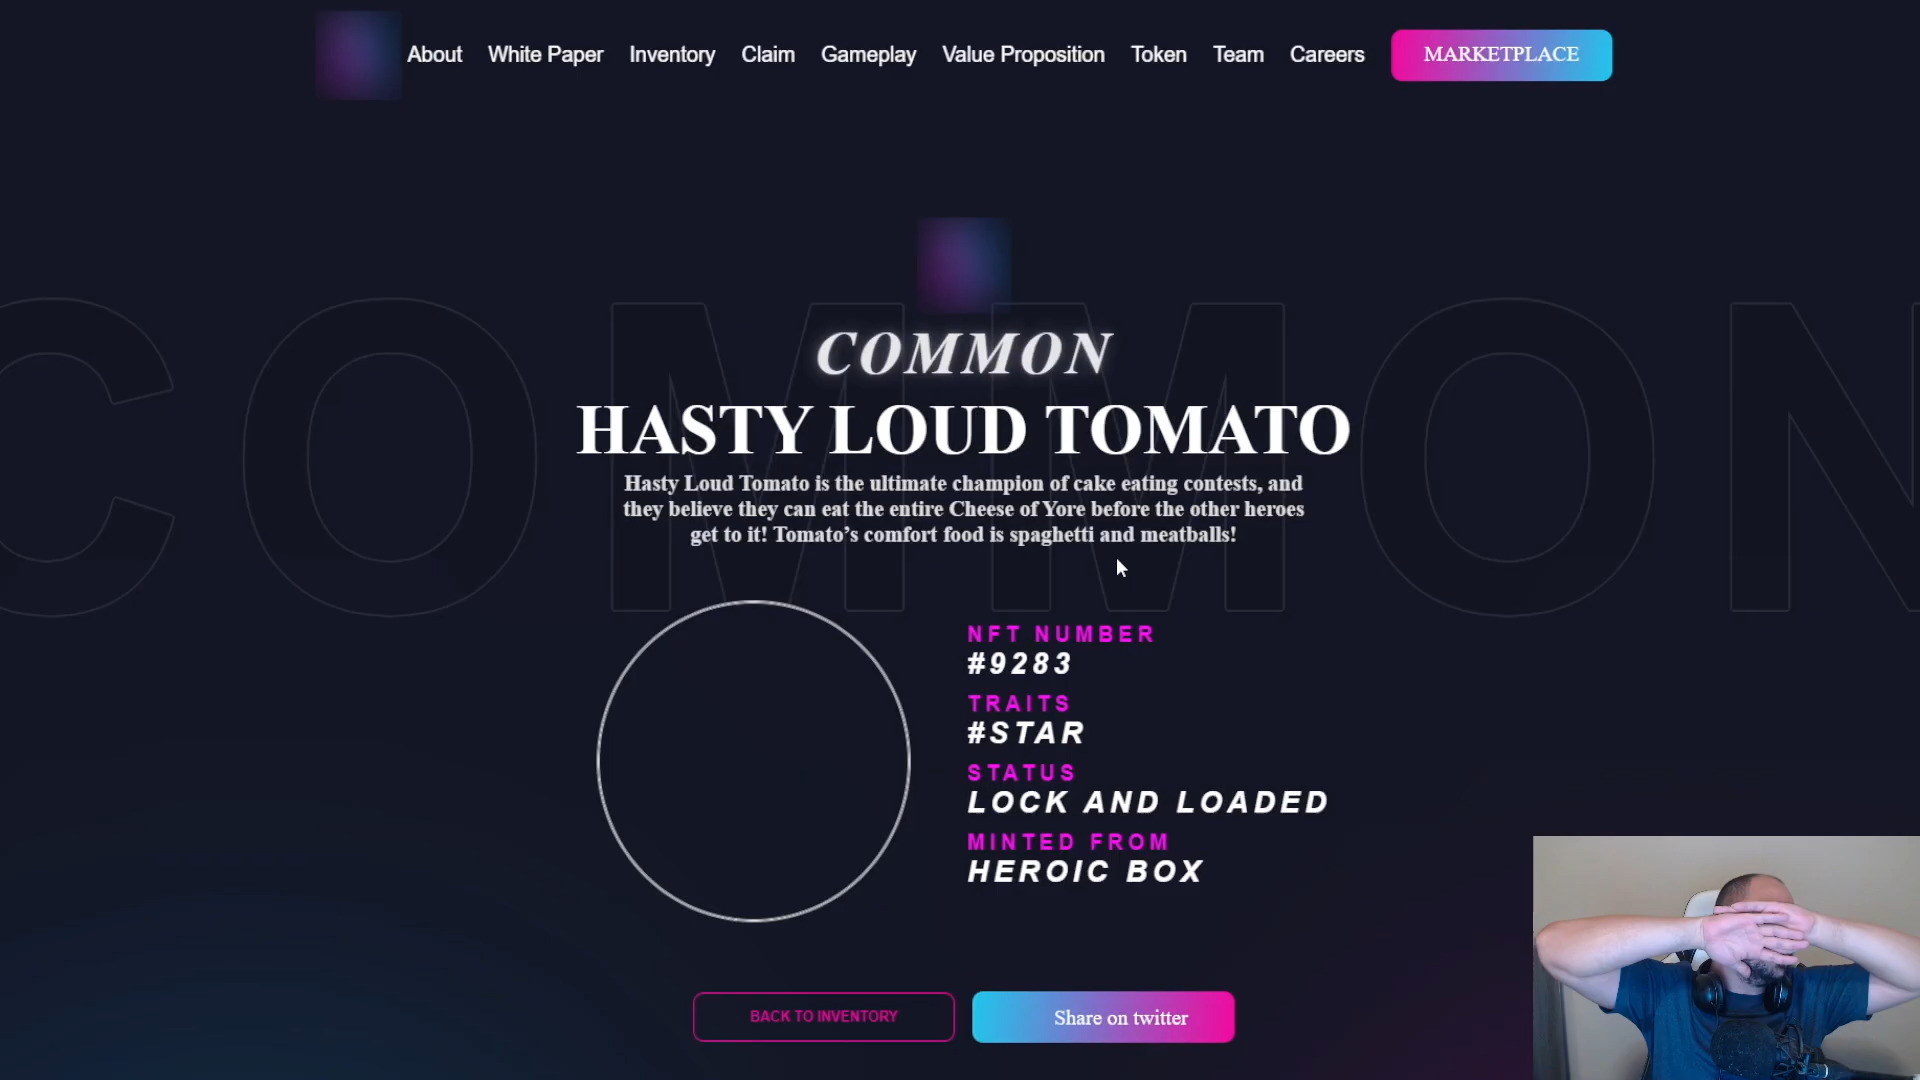 About White Paper Inventory Claim Gameplay Value Proposition Token Team Careers MARKETPLACE
COMMON
COMMON
HASTY LOUD TOMATO
Hasty Loud Tomato is the ultimate champion of cake eating contests, and
they believe they can eat the entire Cheese of Yore before the other heroes
get to it! Tomato’s comfort food is spaghetti and meatballs!
NFT NUMBER
#9283
TRAITS
#STAR
STATUS
LOCK AND LOADED
MINTED FROM
HEROIC BOX
BACK TO INVENTORY
Share on twitter